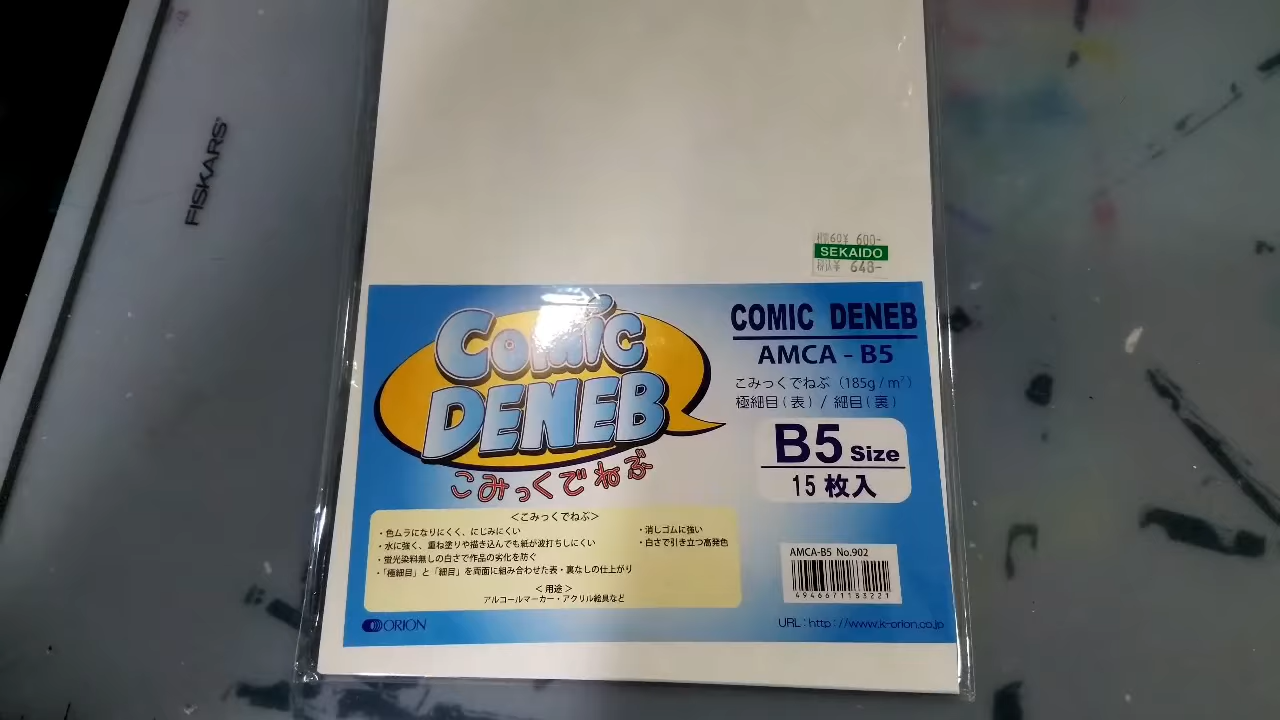 FISKARS
税抜 ¥ 600-
SEKAIDO
税込 ¥ 648-
Comic
DENEB
こみっくでねぶ
COMIC DENEB
AMCA - B5
こみっくでねぶ (185g/㎡)
極細目(表) / 細目(裏)
B5 Size
15 枚入
<こみっくでねぶ>
・色ムラになりにくく、にじみにくい
・水に強く、重ね塗りや描き込んでも紙が波打ちしにくい
・蛍光染料無しの白さで作品の劣化を防ぐ
・「極細目」と「細目」を両面に組み合わせた表・裏なしの仕上がり
・消しゴムに強い
・白さで引き立つ高発色
<用途>
アルコールマーカー・アクリル絵具など
AMCA-B5 No.902
4946671183221
ORION
URL:http://www.k-orion.co.jp